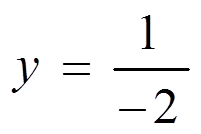 y = 1/-2